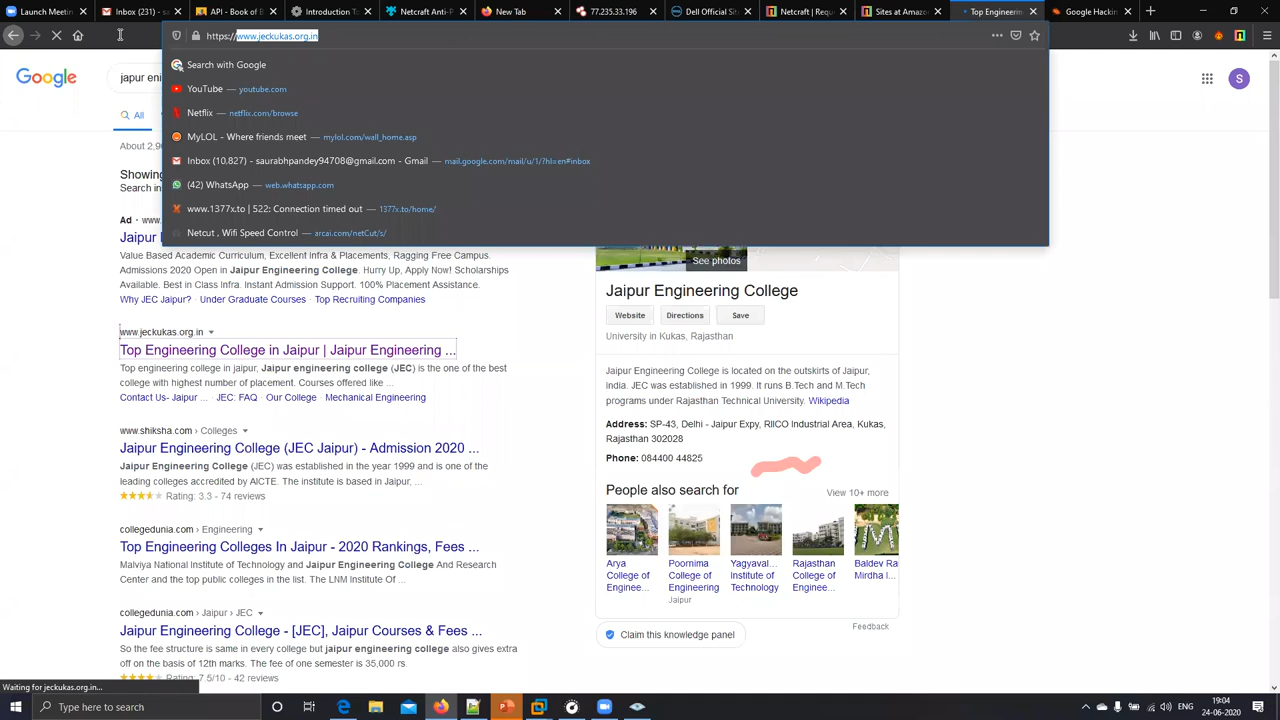 Inbox (231) - s
API - Book of B
Introduction To
Netcraft Anti-P
New Tab
77.235.33.196
Dell Official Sit
Netcraft | Requ
Sites at Amazo
Top Engineerin
Google Hackin
https://www.jeckukas.org.in
Search with Google
YouTube — youtube.com
Netflix — netflix.com/browse
MyLOL - Where friends meet — mylol.com/wall_home.asp
Inbox (10,827) - saurabhpandey94708@gmail.com - Gmail — mail.google.com/mail/u/1/?hl=en#inbox
(42) WhatsApp — web.whatsapp.com
www.1377x.to | 522: Connection timed out — 1377x.to/home/
Netcut , Wifi Speed Control — arcai.com/netCut/s/
Google
japur eni
S
All
About 2,9
Showing
Search in
Ad · www.
Jaipur
Value Based Academic Curriculum, Excellent Infra & Placements, Ragging Free Campus.
Admissions 2020 Open in Jaipur Engineering College. Hurry Up, Apply Now! Scholarships
Available. Best in Class Infra. Instant Admission Support. 100% Placement Assistance.
Why JEC Jaipur? · Under Graduate Courses · Top Recruiting Companies
www.jeckukas.org.in
Top Engineering College in Jaipur | Jaipur Engineering ...
Top engineering college in jaipur, Jaipur engineering college (JEC) is the one of the best
college with highest number of placement. Courses offered like ...
Contact Us- Jaipur ... · JEC: FAQ · Our College · Mechanical Engineering
www.shiksha.com › Colleges
Jaipur Engineering College (JEC Jaipur) - Admission 2020 ...
Jaipur Engineering College (JEC) was established in the year 1999 and is one of the
leading colleges accredited by AICTE. The institute is based in Jaipur, ...
Rating: 3.3 - 74 reviews
collegedunia.com › Engineering
Top Engineering Colleges In Jaipur - 2020 Rankings, Fees ...
Malviya National Institute of Technology and Jaipur Engineering College And Research
Center and the top public colleges in the list. The LNM Institute Of ...
collegedunia.com › Jaipur › JEC
Jaipur Engineering College - [JEC], Jaipur Courses & Fees ...
So the fee structure is same in every college but jaipur engineering college also gives extra
off on the basis of 12th marks. The fee of one semester is 35,000 rs.
Rating: 7.5/10 - 42 reviews
See photos
Jaipur Engineering College
Website
Directions
Save
University in Kukas, Rajasthan
Jaipur Engineering College is located on the outskirts of Jaipur,
India. JEC was established in 1999. It runs B.Tech and M.Tech
programs under Rajasthan Technical University. Wikipedia
Address: SP-43, Delhi - Jaipur Expy, RIICO Industrial Area, Kukas,
Rajasthan 302028
Phone: 084400 44825
People also search for
View 10+ more
Arya College of Enginee...
Poornima College of Engineering
Jaipur
Yagyaval... Institute of Technology
Rajasthan College of Enginee...
Baldev Ra Mirdha I...
Feedback
Claim this knowledge panel
Waiting for jeckukas.org.in...
Type here to search
ENG
19:04
24-06-2020